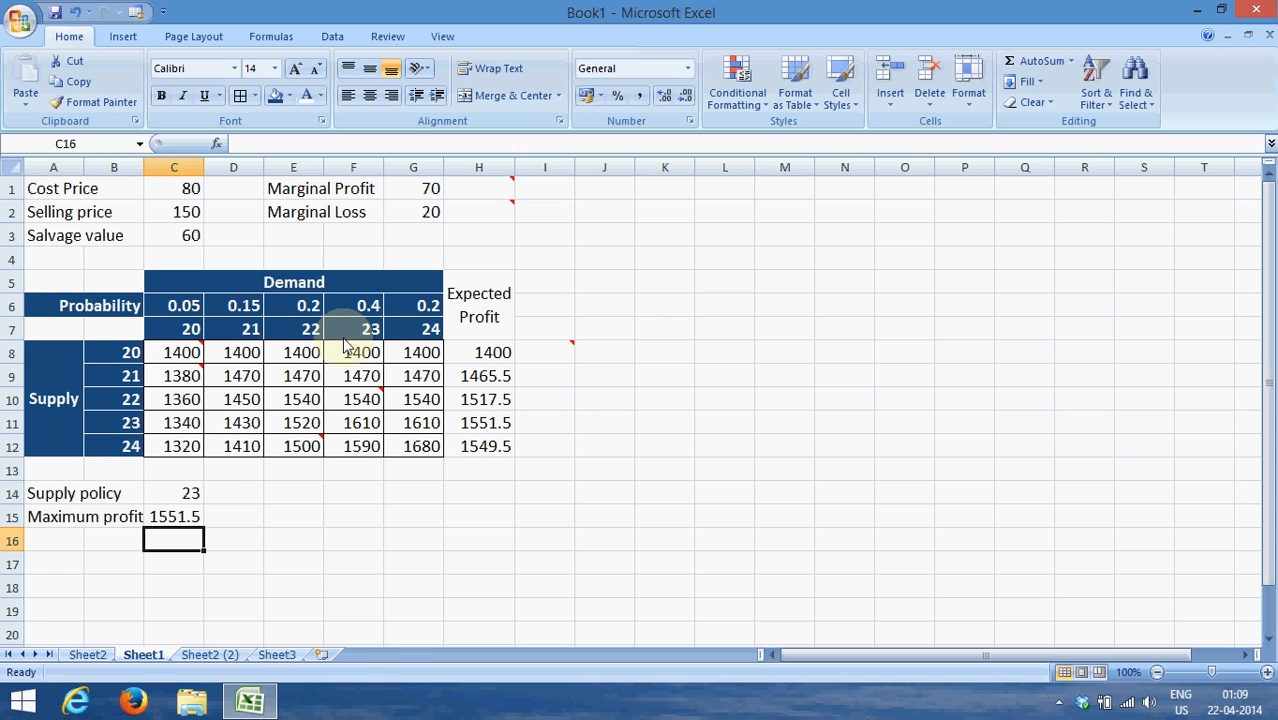 Book1 - Microsoft Excel
Home Insert Page Layout Formulas Data Review View
Paste Cut Copy Format Painter Clipboard
Calibri 14 A A B I U A Font
Wrap Text Merge & Center Alignment
General % , Number
Conditional Formatting Format as Table Cell Styles Styles
Insert Delete Format Cells
Σ AutoSum Fill Clear Sort & Filter Find & Select Editing
C16 fx
A B C D E F G H I J K L M N O P Q R S T
1 Cost Price 80 Marginal Profit 70
2 Selling price 150 Marginal Loss 20
3 Salvage value 60
4
5 Demand Expected Profit
6 Probability 0.05 0.15 0.2 0.4 0.2
7 20 21 22 23 24
8 20 1400 1400 1400 1400 1400 1400
9 21 1380 1470 1470 1470 1470 1465.5
10 Supply 22 1360 1450 1540 1540 1540 1517.5
11 23 1340 1430 1520 1610 1610 1551.5
12 24 1320 1410 1500 1590 1680 1549.5
13
14 Supply policy 23
15 Maximum profit 1551.5
16
17
18
19
20
Sheet2 Sheet1 Sheet2 (2) Sheet3
Ready 100%
ENG 01:09
US 22-04-2014